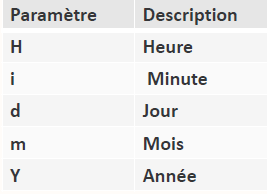 Paramètre Description
H Heure
i Minute
d Jour
m Mois
Y Année